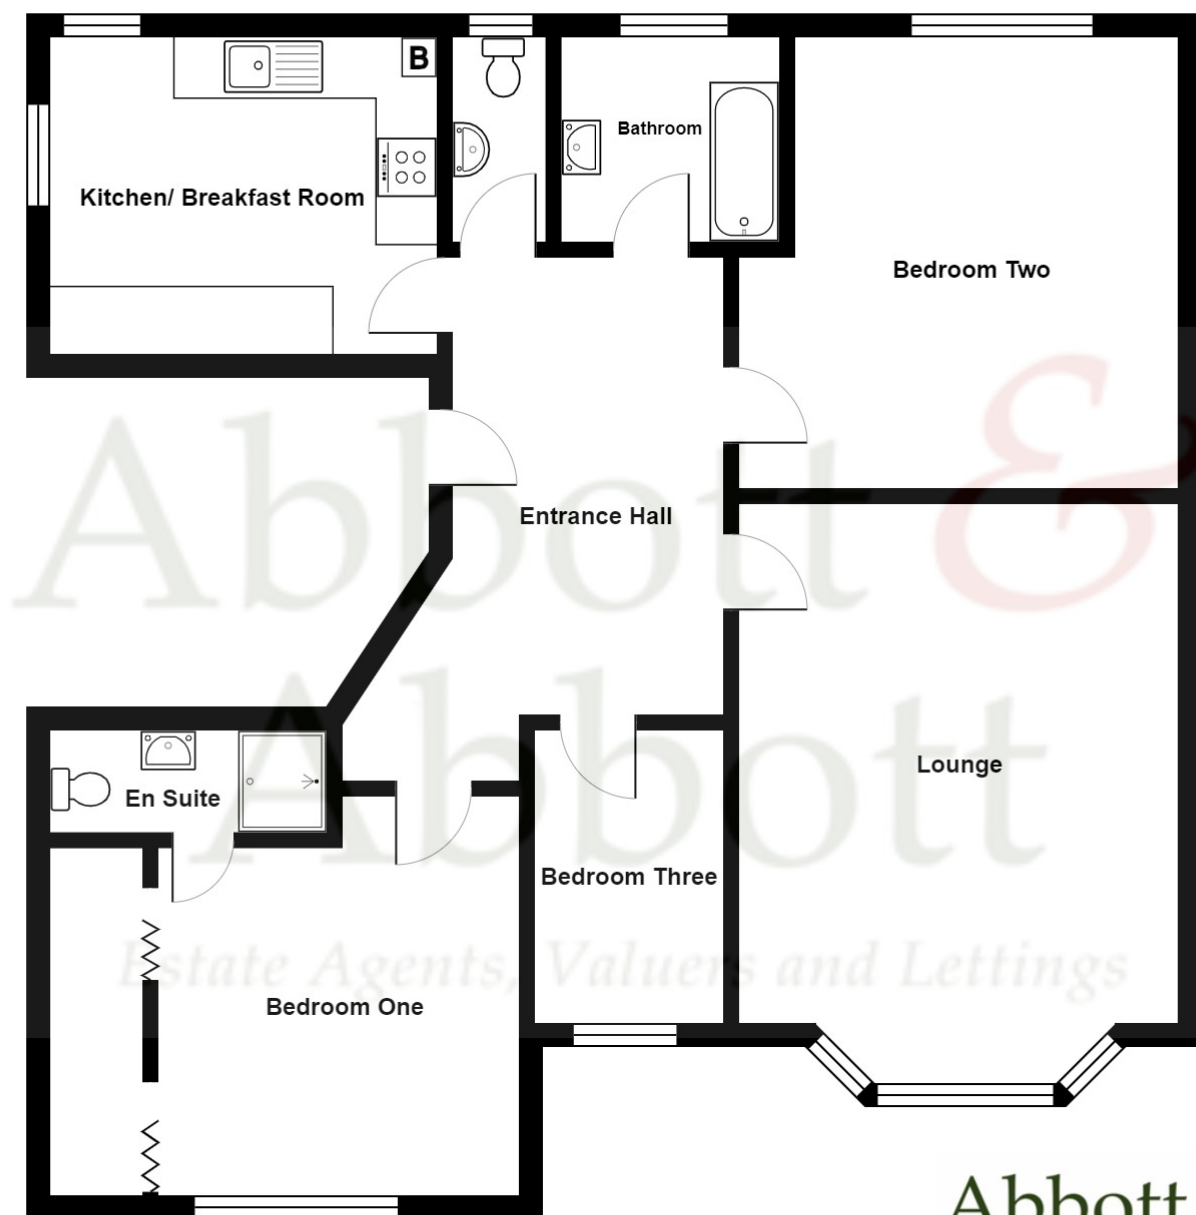 B
Kitchen/ Breakfast Room
Bathroom
Bedroom Two
Entrance Hall
Abbott &
Abbott
Estate Agents, Valuers and Lettings
Lounge
En Suite
Bedroom Three
Bedroom One
Abbott